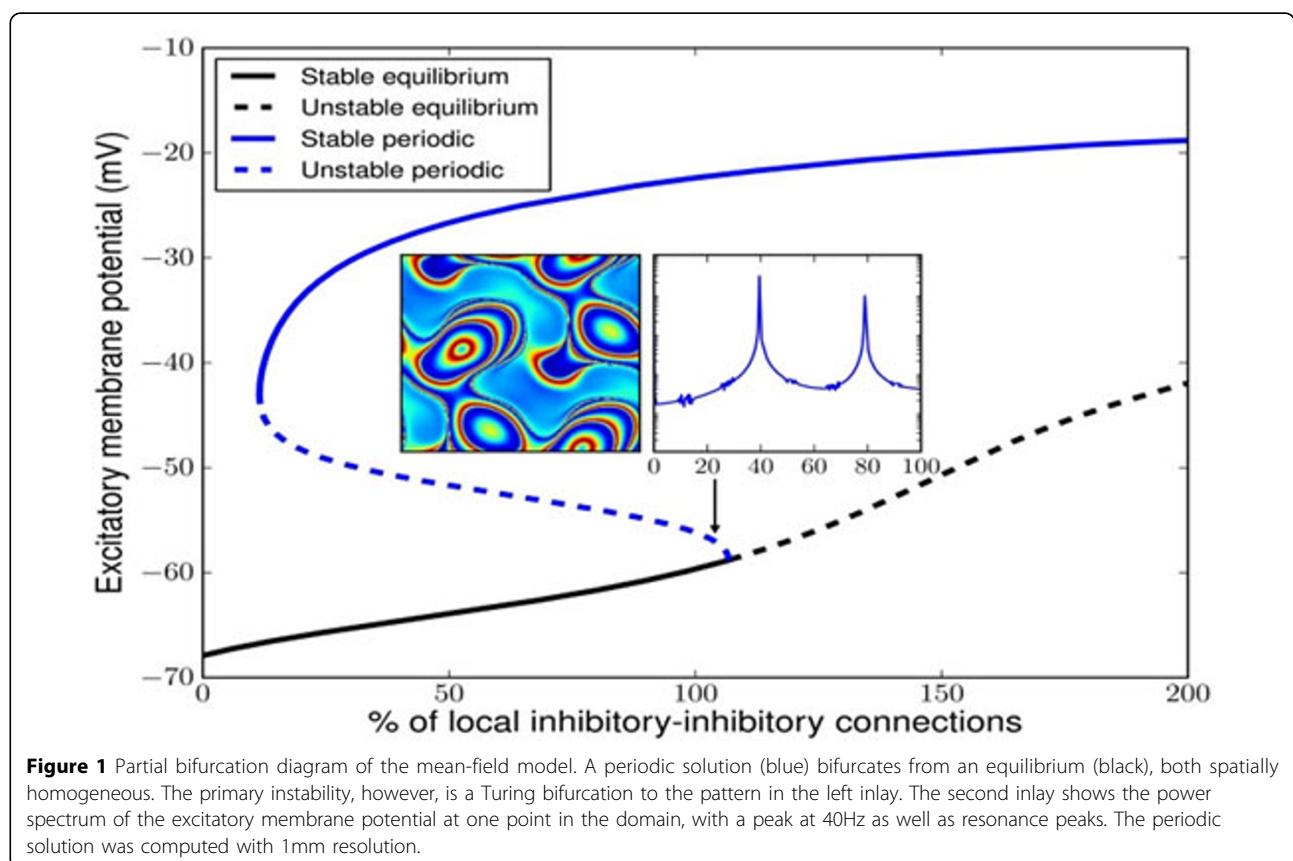 −10
−20
−30
−40
−50
−60
−70
Excitatory membrane potential (mV)
Stable equilibrium
Unstable equilibrium
Stable periodic
Unstable periodic
0 20 40 60 80 100
0 50 100 150 200
% of local inhibitory-inhibitory connections
Figure 1 Partial bifurcation diagram of the mean-field model. A periodic solution (blue) bifurcates from an equilibrium (black), both spatially
homogeneous. The primary instability, however, is a Turing bifurcation to the pattern in the left inlay. The second inlay shows the power
spectrum of the excitatory membrane potential at one point in the domain, with a peak at 40Hz as well as resonance peaks. The periodic
solution was computed with 1mm resolution.